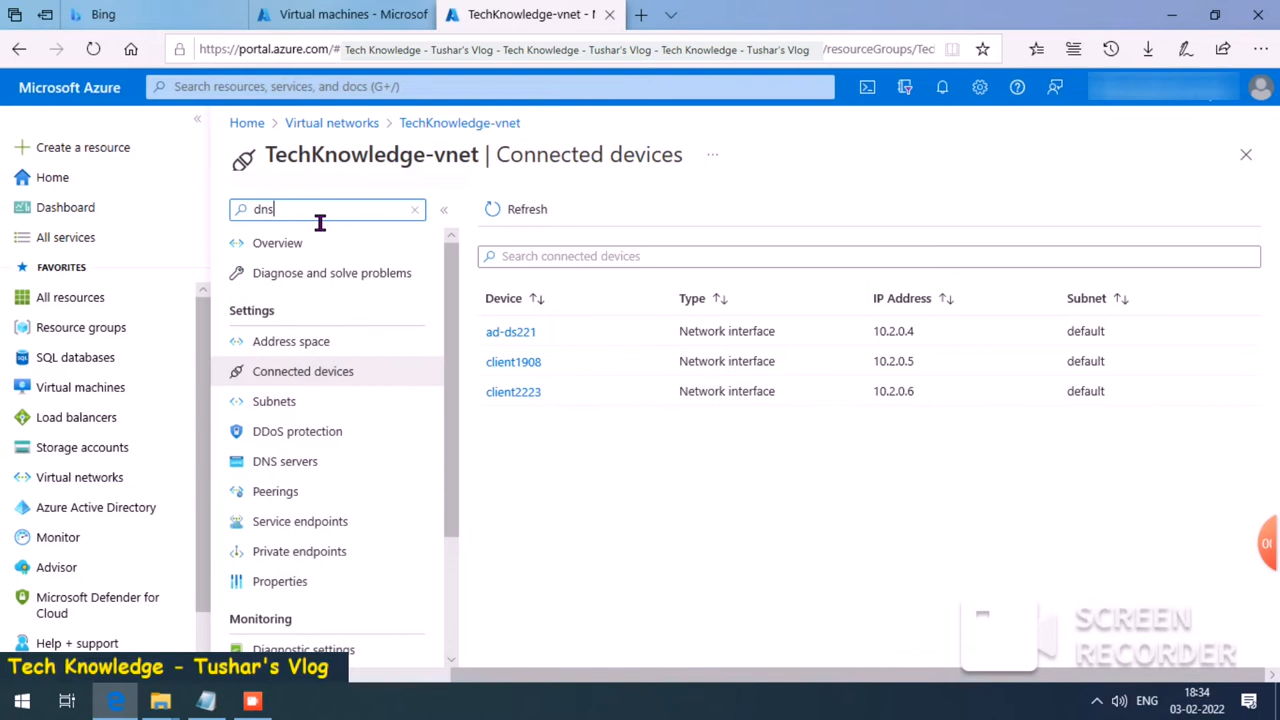 Bing
Virtual machines - Microsof
TechKnowledge-vnet - M
https://portal.azure.com/# Tech Knowledge - Tushar's Vlog - Tech Knowledge - Tushar's Vlog - Tech Knowledge - Tushar's Vlog /resourceGroups/Tec
Microsoft Azure
Search resources, services, and docs (G+/)
Create a resource
Home
Dashboard
All services
FAVORITES
All resources
Resource groups
SQL databases
Virtual machines
Load balancers
Storage accounts
Virtual networks
Azure Active Directory
Monitor
Advisor
Microsoft Defender for
Cloud
Help + support
Home > Virtual networks > TechKnowledge-vnet
TechKnowledge-vnet | Connected devices
dns
Overview
Diagnose and solve problems
Settings
Address space
Connected devices
Subnets
DDoS protection
DNS servers
Peerings
Service endpoints
Private endpoints
Properties
Monitoring
Diagnostic settings
Refresh
Search connected devices
Device Type IP Address Subnet
ad-ds221 Network interface 10.2.0.4 default
client1908 Network interface 10.2.0.5 default
client2223 Network interface 10.2.0.6 default
SCREEN
RECORDER
Tech Knowledge - Tushar's Vlog
ENG
18:34
03-02-2022